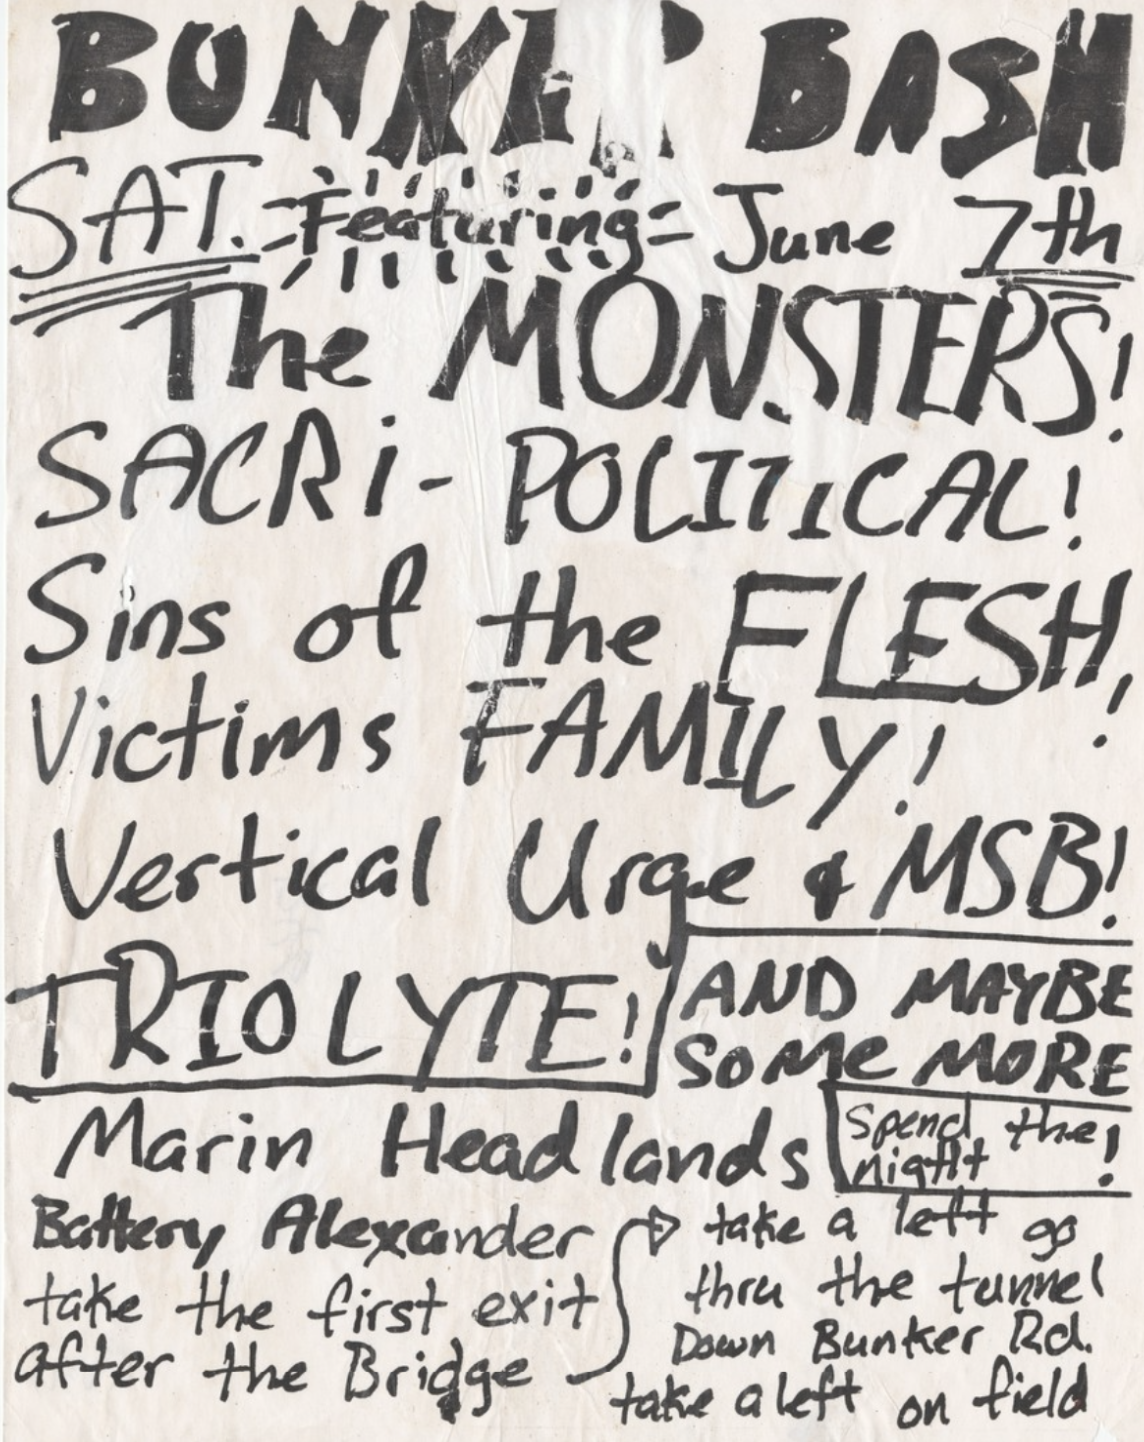 BUNKER BASH
SAT. Featuring June 7th
The MONSTERS!
SACRi-POLITICAL!
Sins of the FLESH,!
Victims FAMILY!
Vertical Urge & MSB!
TRIOLYTE!
AND MAYBE
SOMe MORE
Marin Headlands
Spend the
night!
Battery Alexander
take the first exit
after the Bridge
take a left go
thru the tunnel
Down Bunker Rd.
take a left on field